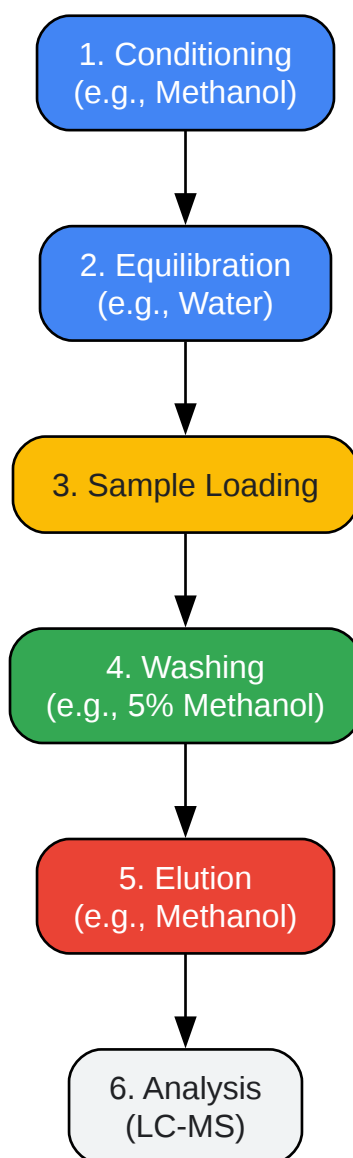 1. Conditioning
(e.g., Methanol)
2. Equilibration
(e.g., Water)
3. Sample Loading
4. Washing
(e.g., 5% Methanol)
5. Elution
(e.g., Methanol)
6. Analysis
(LC-MS)